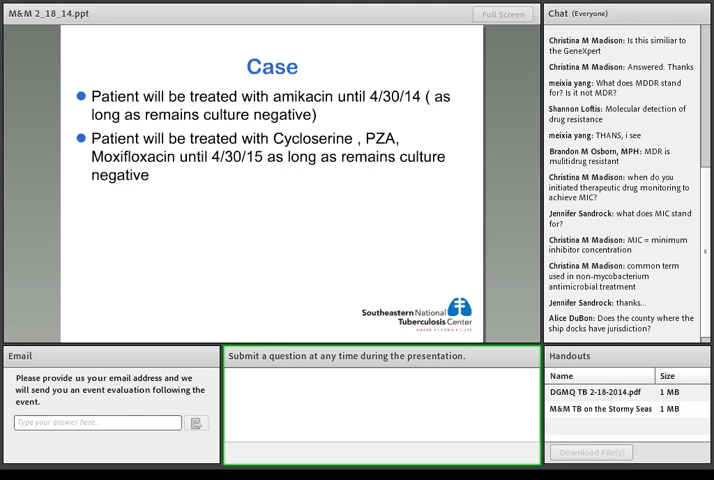 M&M 2_18_14.ppt
Full Screen
Case
Patient will be treated with amikacin until 4/30/14 ( as
long as remains culture negative)
Patient will be treated with Cycloserine , PZA,
Moxifloxacin until 4/30/15 as long as remains culture
negative
Southeastern National
Tuberculosis Center
Chat (Everyone)
Christina M Madison: Is this similiar to
the GeneXpert
Christina M Madison: Answered. Thanks
meixia yang: What does MDDR stand
for? Is it not MDR?
Shannon Loftis: Molecular detection of
drug resistance
meixia yang: THANS, i see
Brandon M Osborn, MPH: MDR is
mulitidrug resistant
Christina M Madison: when do you
initiated therapeutic drug monitoring to
achieve MIC?
Jennifer Sandrock: what does MIC stand
for?
Christina M Madison: MIC = minimum
inhibitor concentration
Christina M Madison: common term
used in non-mycobacterium
antimicrobial treatment
Jennifer Sandrock: thanks...
Alice DuBon: Does the county where the
ship docks have jurisdiction?
Email
Please provide us your email address and we
will send you an event evaluation following the
event.
Type your answer here...
Submit a question at any time during the presentation.
Handouts
Name Size
DGMQ TB 2-18-2014.pdf 1 MB
M&M TB on the Stormy Seas 1 MB
Download File(s)